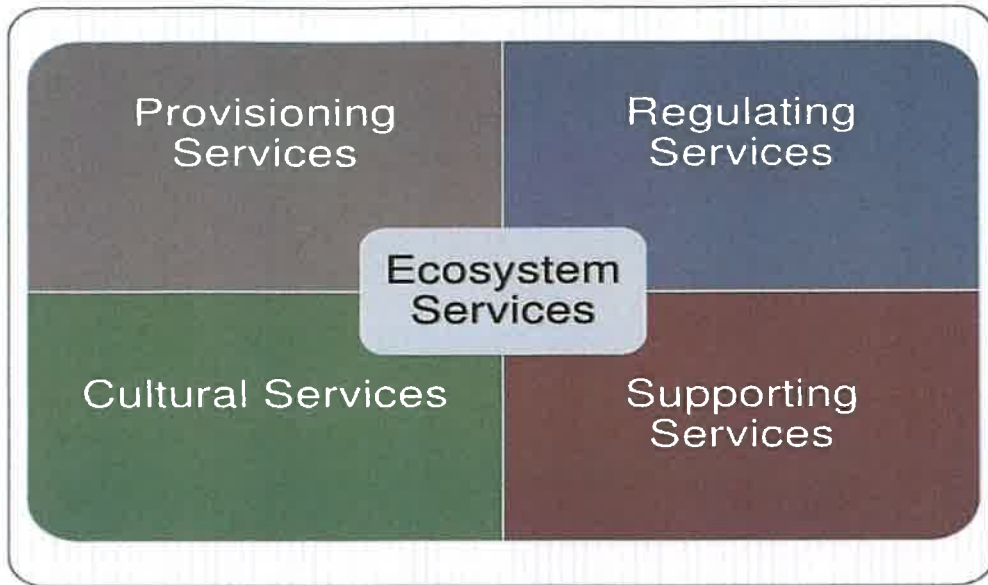 Provisioning
Services
Regulating
Services
Ecosystem
Services
Cultural Services
Supporting
Services